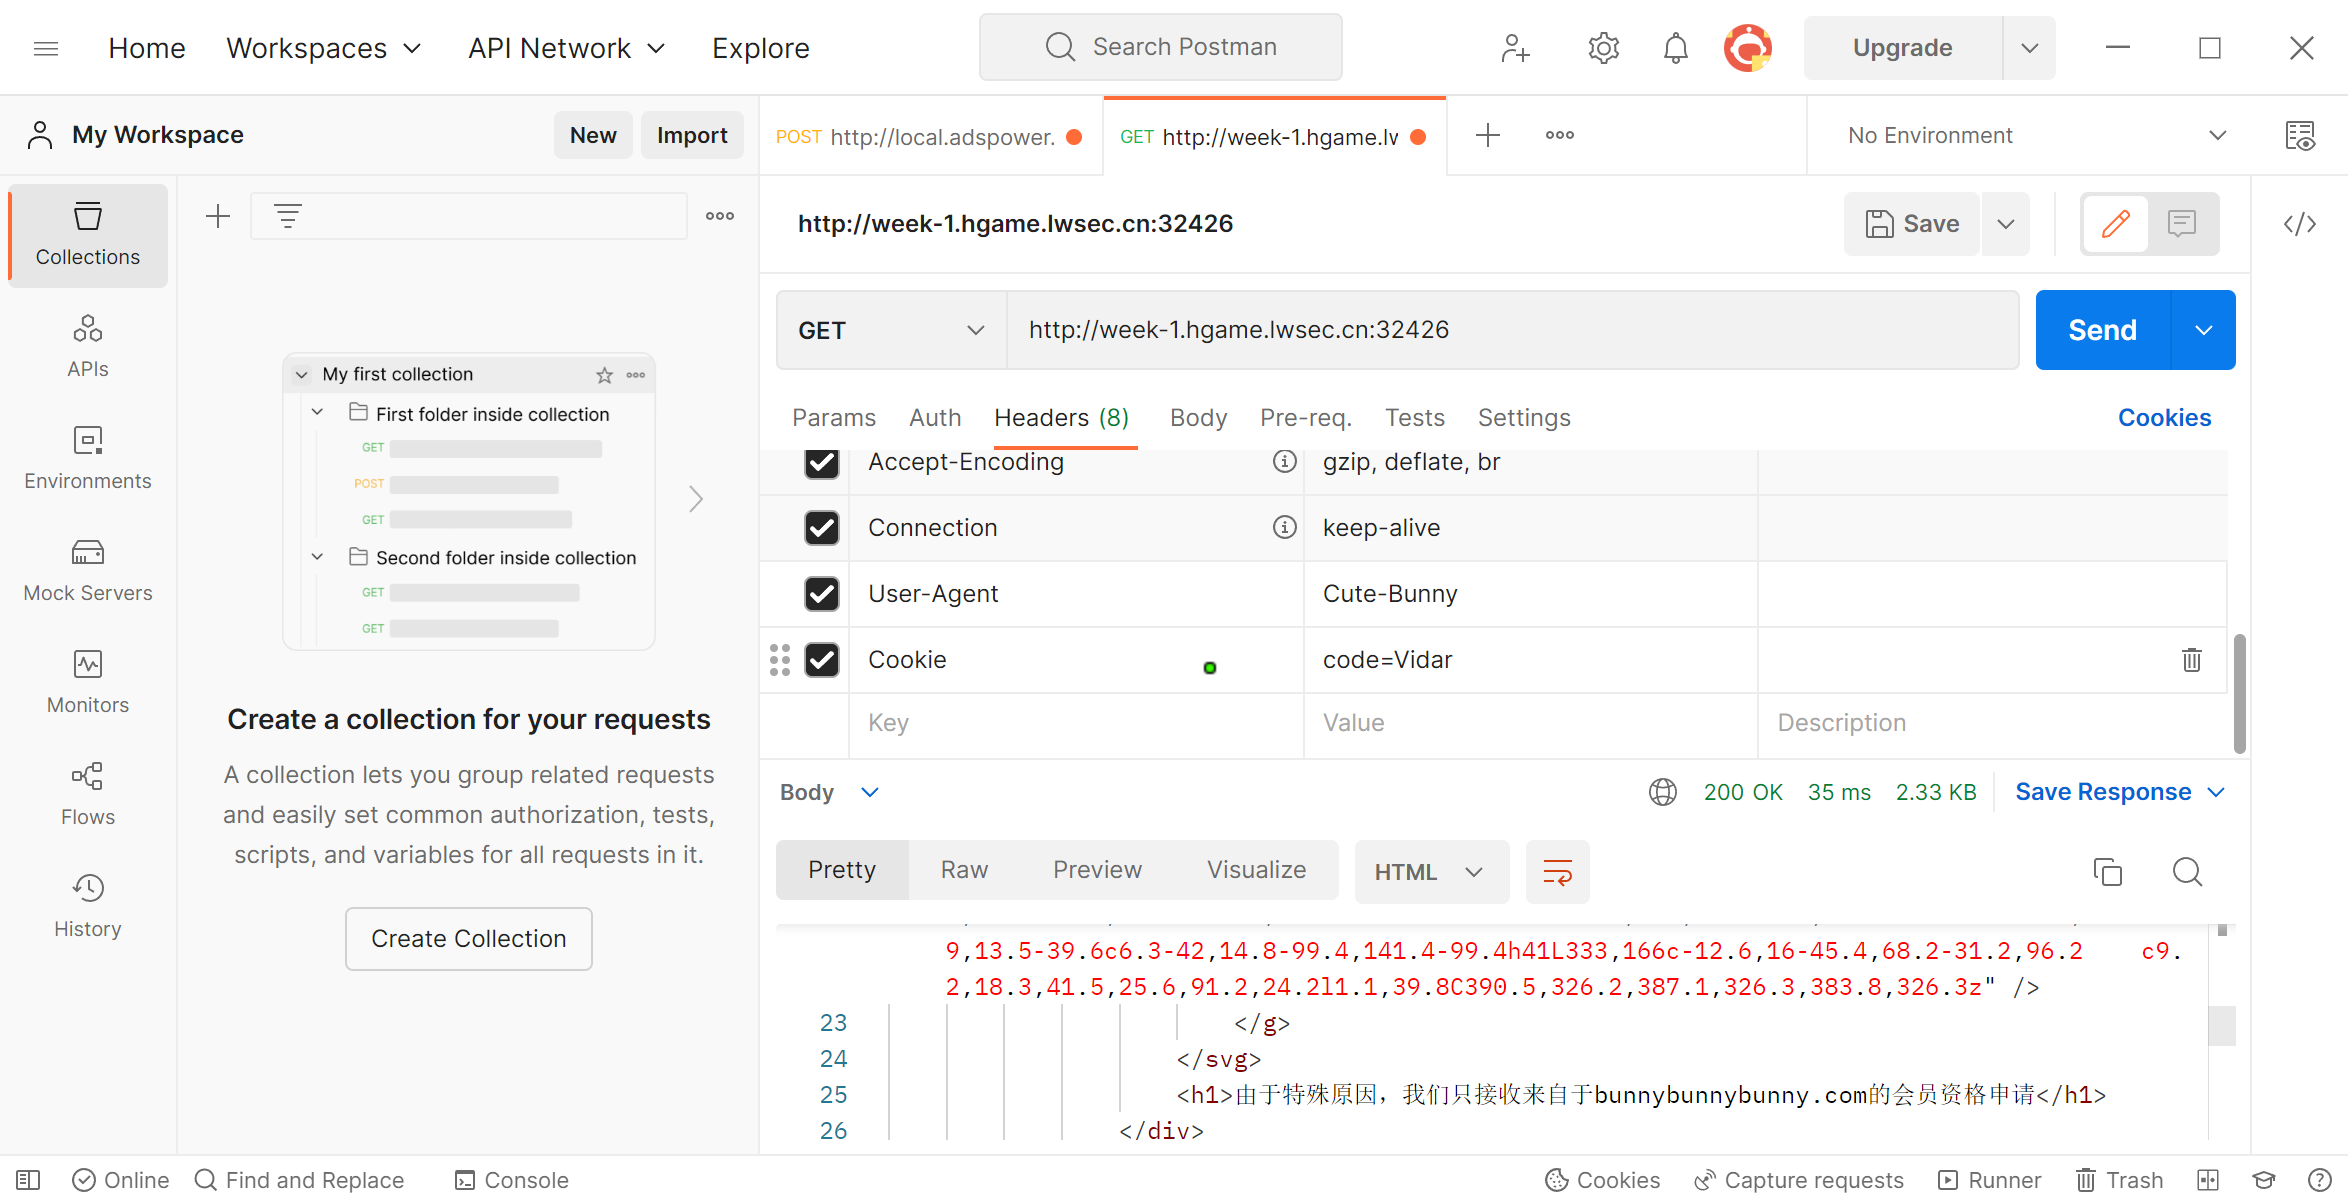 Home
Workspaces
API Network
Explore
Search Postman
Upgrade
My Workspace
New
Import
POST http://local.adspower.
GET http://week-1.hgame.lw
No Environment
Collections
APIs
Environments
Mock Servers
Monitors
Flows
History
My first collection
First folder inside collection
GET
POST
GET
Second folder inside collection
GET
GET
Create a collection for your requests
A collection lets you group related requests
and easily set common authorization, tests,
scripts, and variables for all requests in it.
Create Collection
http://week-1.hgame.lwsec.cn:32426
Save
GET
http://week-1.hgame.lwsec.cn:32426
Send
Params
Auth
Headers (8)
Body
Pre-req.
Tests
Settings
Cookies
Accept-Encoding
gzip, deflate, br
Connection
keep-alive
User-Agent
Cute-Bunny
Cookie
code=Vidar
Key
Value
Description
Body
200 OK
35 ms
2.33 KB
Save Response
Pretty
Raw
Preview
Visualize
HTML
9,13.5-39.6c6.3-42,14.8-99.4,141.4-99.4h41L333,166c-12.6,16-45.4,68.2-31.2,96.2    c9.
2,18.3,41.5,25.6,91.2,24.2l1.1,39.8C390.5,326.2,387.1,326.3,383.8,326.3z" />
23 </g>
24 </svg>
25 <h1>由于特殊原因，我们只接收来自于bunnybunnybunny.com的会员资格申请</h1>
26 </div>
Online
Find and Replace
Console
Cookies
Capture requests
Runner
Trash